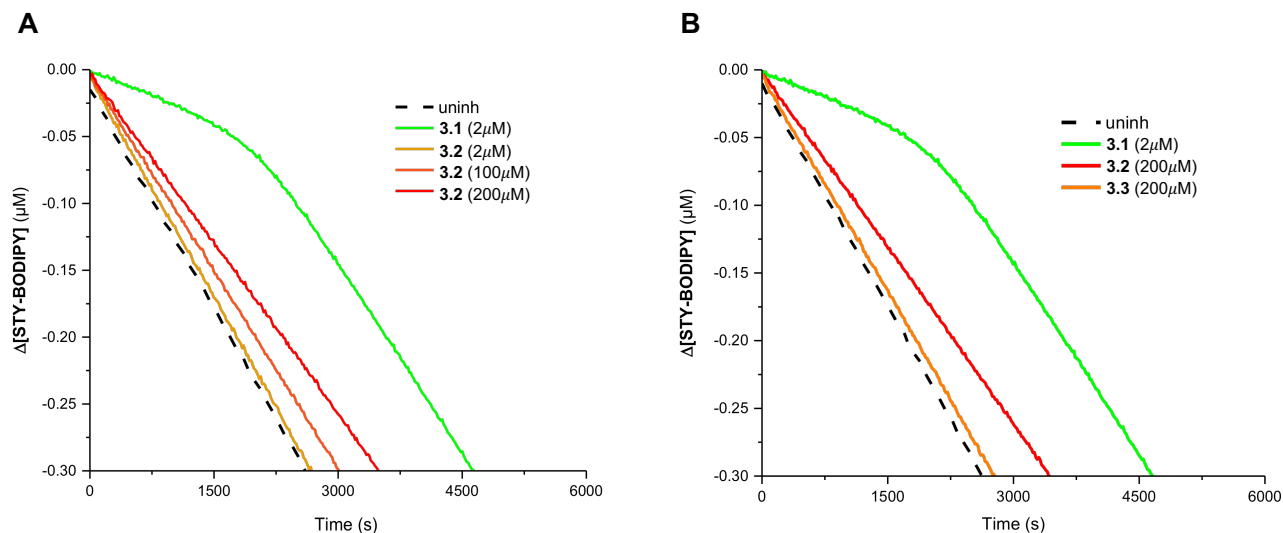 A
0.00
-0.05
-0.10
-0.15
-0.20
-0.25
-0.30
Δ[STY-BODIPY] (μM)
0
1500
3000
4500
6000
Time (s)
uninh
3.1 (2μM)
3.2 (2μM)
3.2 (100μM)
3.2 (200μM)
B
0.00
-0.05
-0.10
-0.15
-0.20
-0.25
-0.30
Δ[STY-BODIPY] (μM)
0
1500
3000
4500
6000
Time (s)
uninh
3.1 (2μM)
3.2 (200μM)
3.3 (200μM)